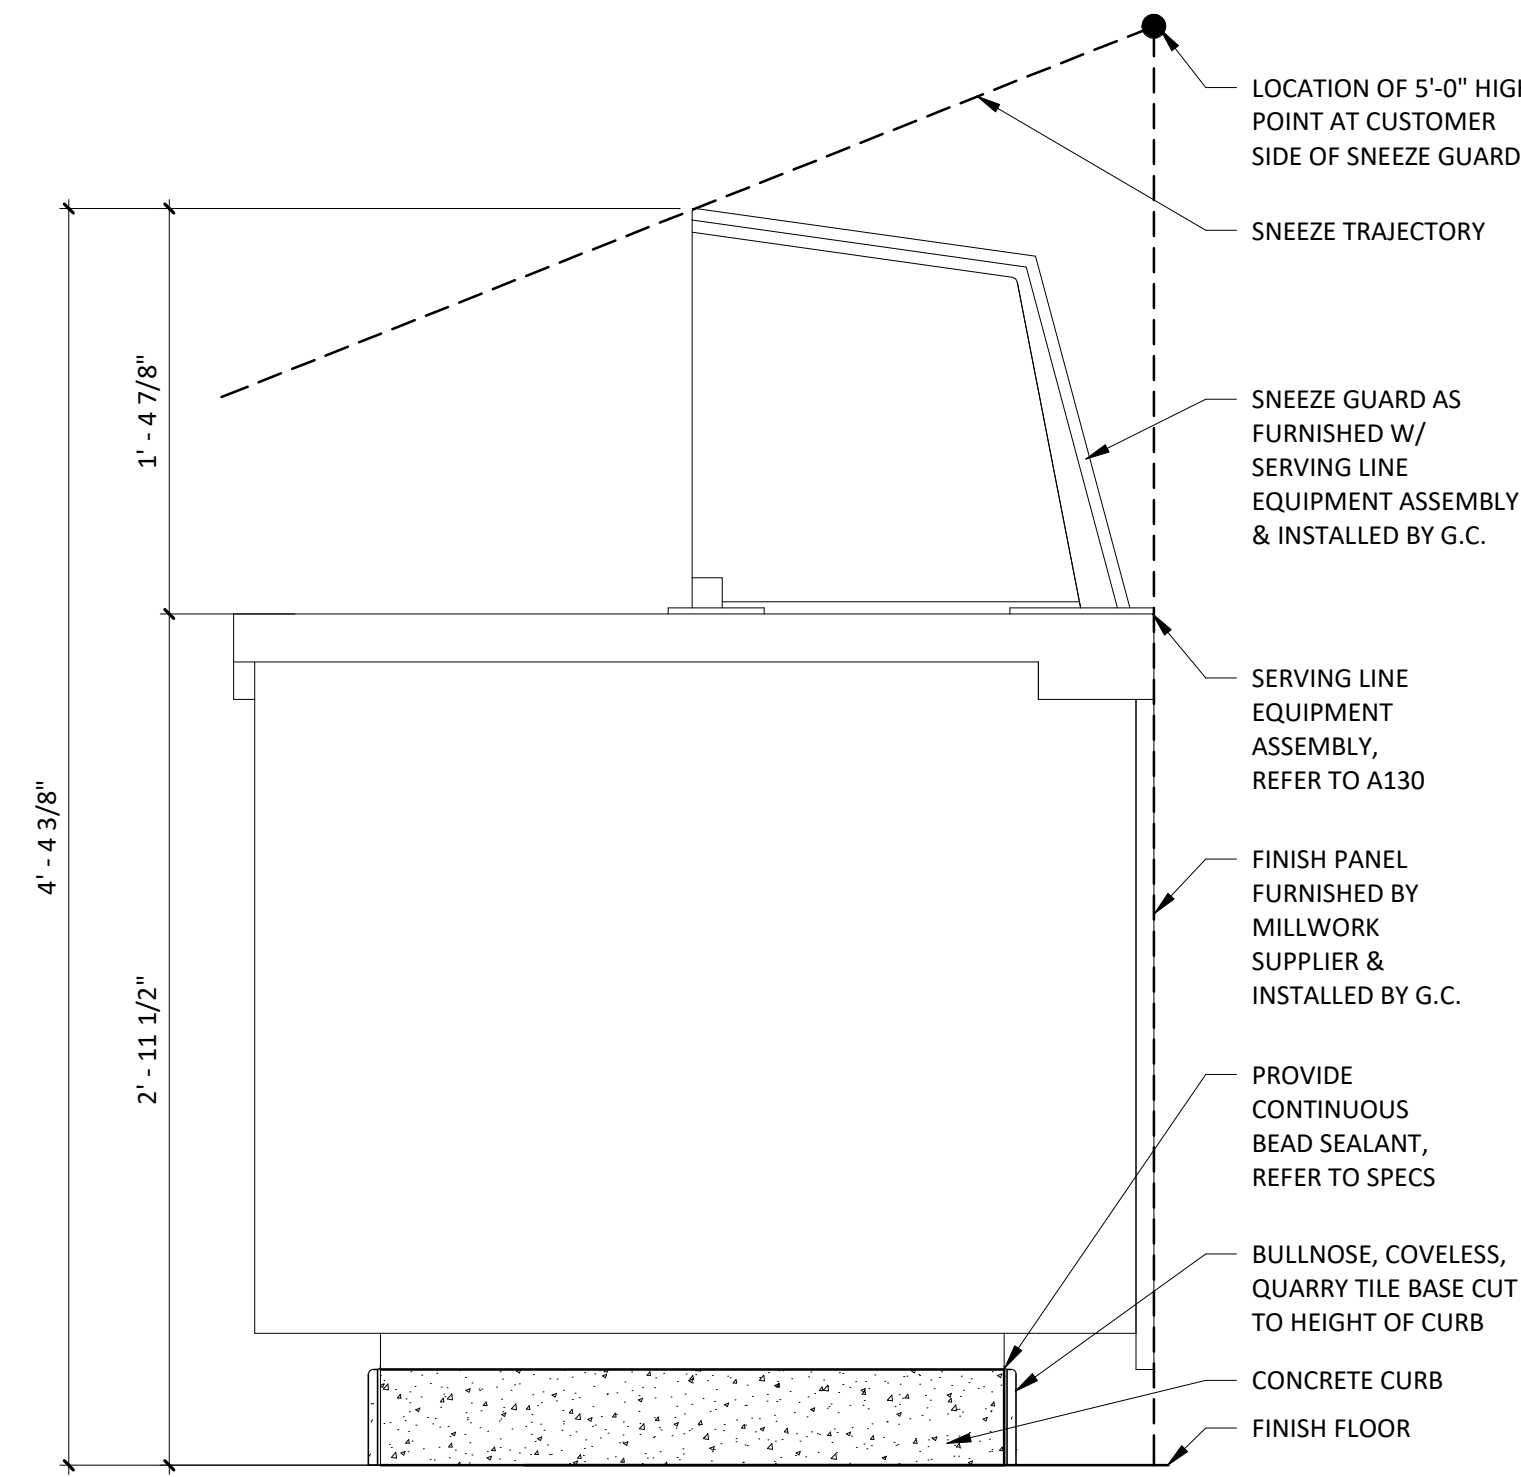 LOCATION OF 5'-0" HIGH
POINT AT CUSTOMER
SIDE OF SNEEZE GUARD
SNEEZE TRAJECTORY
1' - 4 7/8"
SNEEZE GUARD AS
FURNISHED W/
SERVING LINE
EQUIPMENT ASSEMBLY
& INSTALLED BY G.C.
SERVING LINE
EQUIPMENT
ASSEMBLY,
REFER TO A130
4' - 4 3/8"
FINISH PANEL
FURNISHED BY
MILLWORK
SUPPLIER &
INSTALLED BY G.C.
2' - 11 1/2"
PROVIDE
CONTINUOUS
BEAD SEALANT,
REFER TO SPECS
BULLNOSE, COVELESS,
QUARRY TILE BASE CUT
TO HEIGHT OF CURB
CONCRETE CURB
FINISH FLOOR